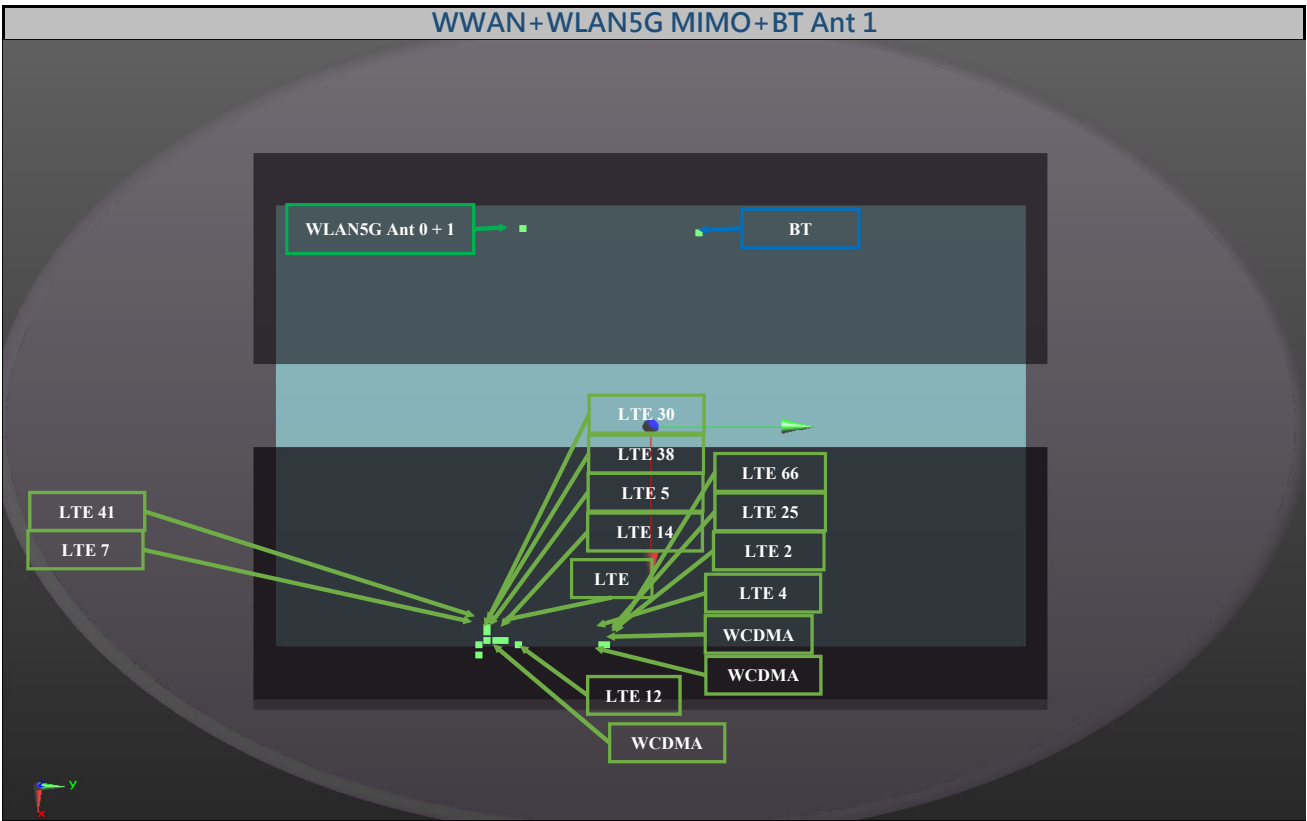 WWAN+WLAN5G MIMO+BT Ant 1
WLAN5G Ant 0 + 1
BT
LTE 30
LTE 38
LTE 66
LTE 5
LTE 41
LTE 25
LTE 14
LTE 7
LTE 2
LTE
LTE 4
WCDMA
WCDMA
LTE 12
WCDMA
Y
X